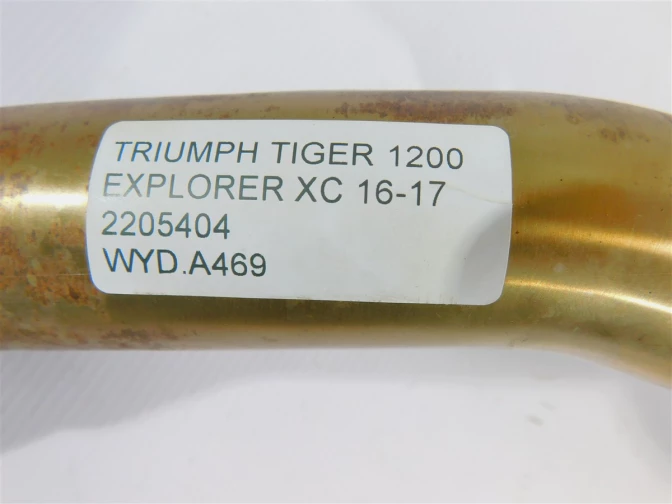 TRIUMPH TIGER 1200
EXPLORER XC 16-17
2205404
WYD.A469